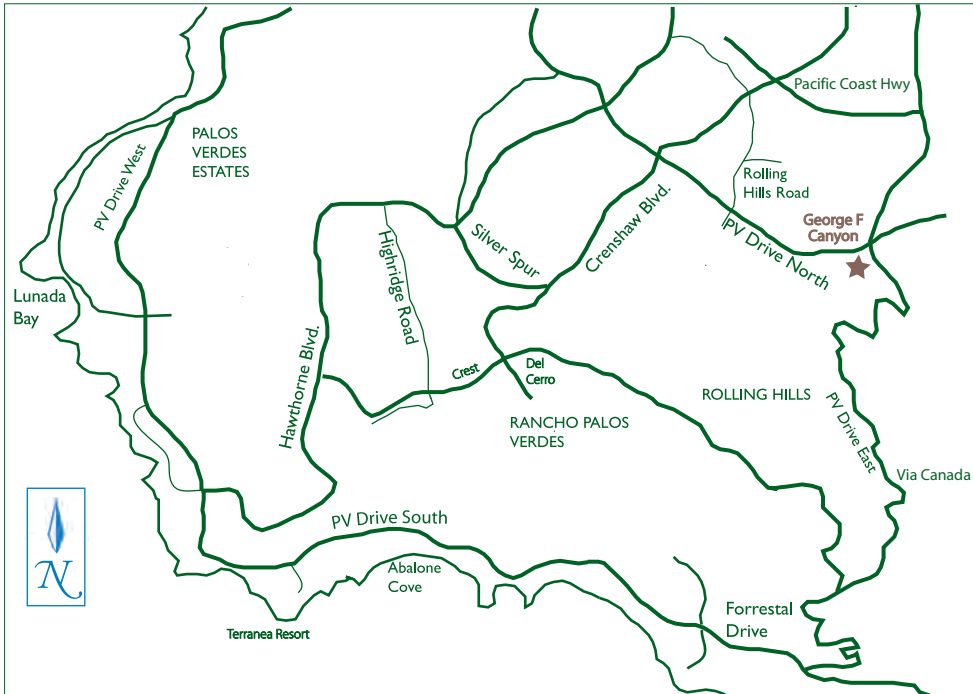 Pacific Coast Hwy
PALOS
VERDES
ESTATES
PV Drive West
Rolling
Hills Road
George F
Canyon
Silver Spur
Crenshaw Blvd.
PV Drive North
Highridge Road
Lunada
Bay
Hawthorne Blvd.
Crest
Del
Cerro
ROLLING HILLS
RANCHO PALOS
VERDES
PV Drive East
Via Canada
PV Drive South
N
Abalone
Cove
Forrestal
Drive
Terranea Resort